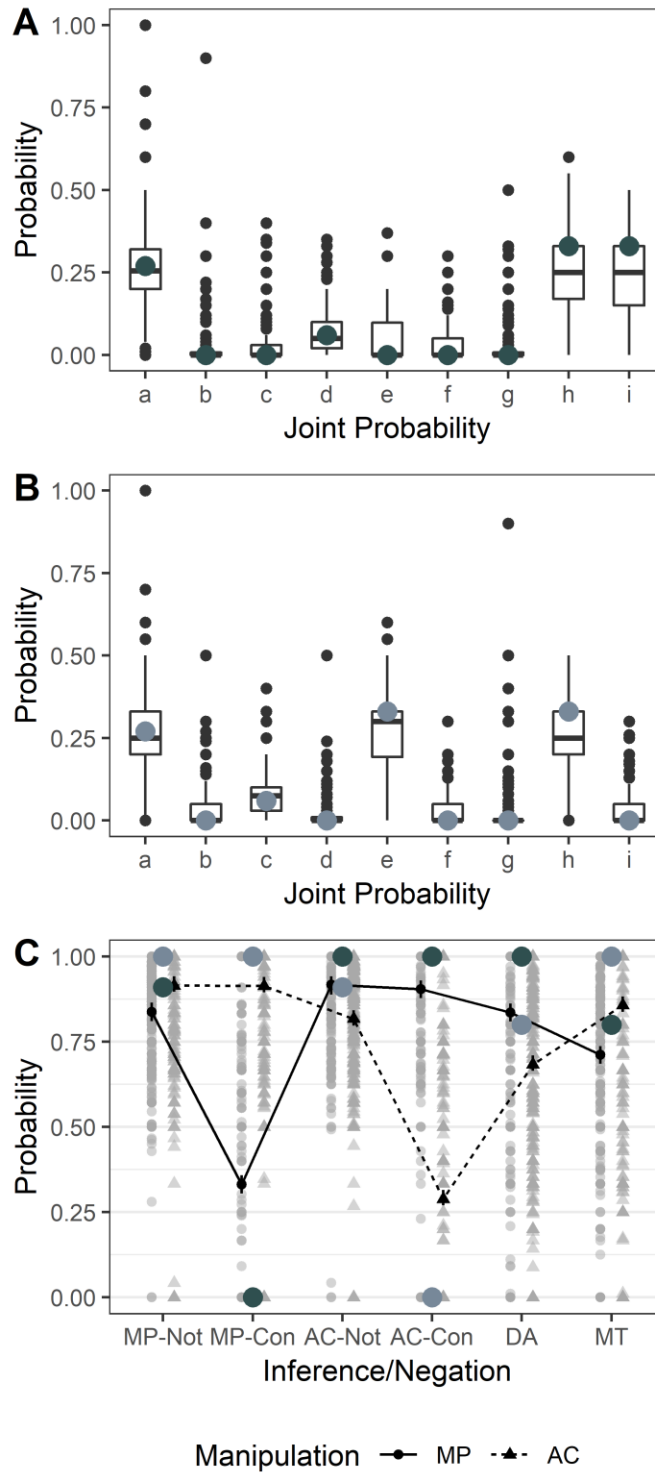 A
1.00
0.75
0.50
0.25
0.00
Probability
a b c d e f g h i
Joint Probability
B
1.00
0.75
0.50
0.25
0.00
Probability
a b c d e f g h i
Joint Probability
C
1.00
0.75
0.50
0.25
0.00
Probability
MP-Not MP-Con AC-Not AC-Con DA MT
Inference/Negation
Manipulation MP AC